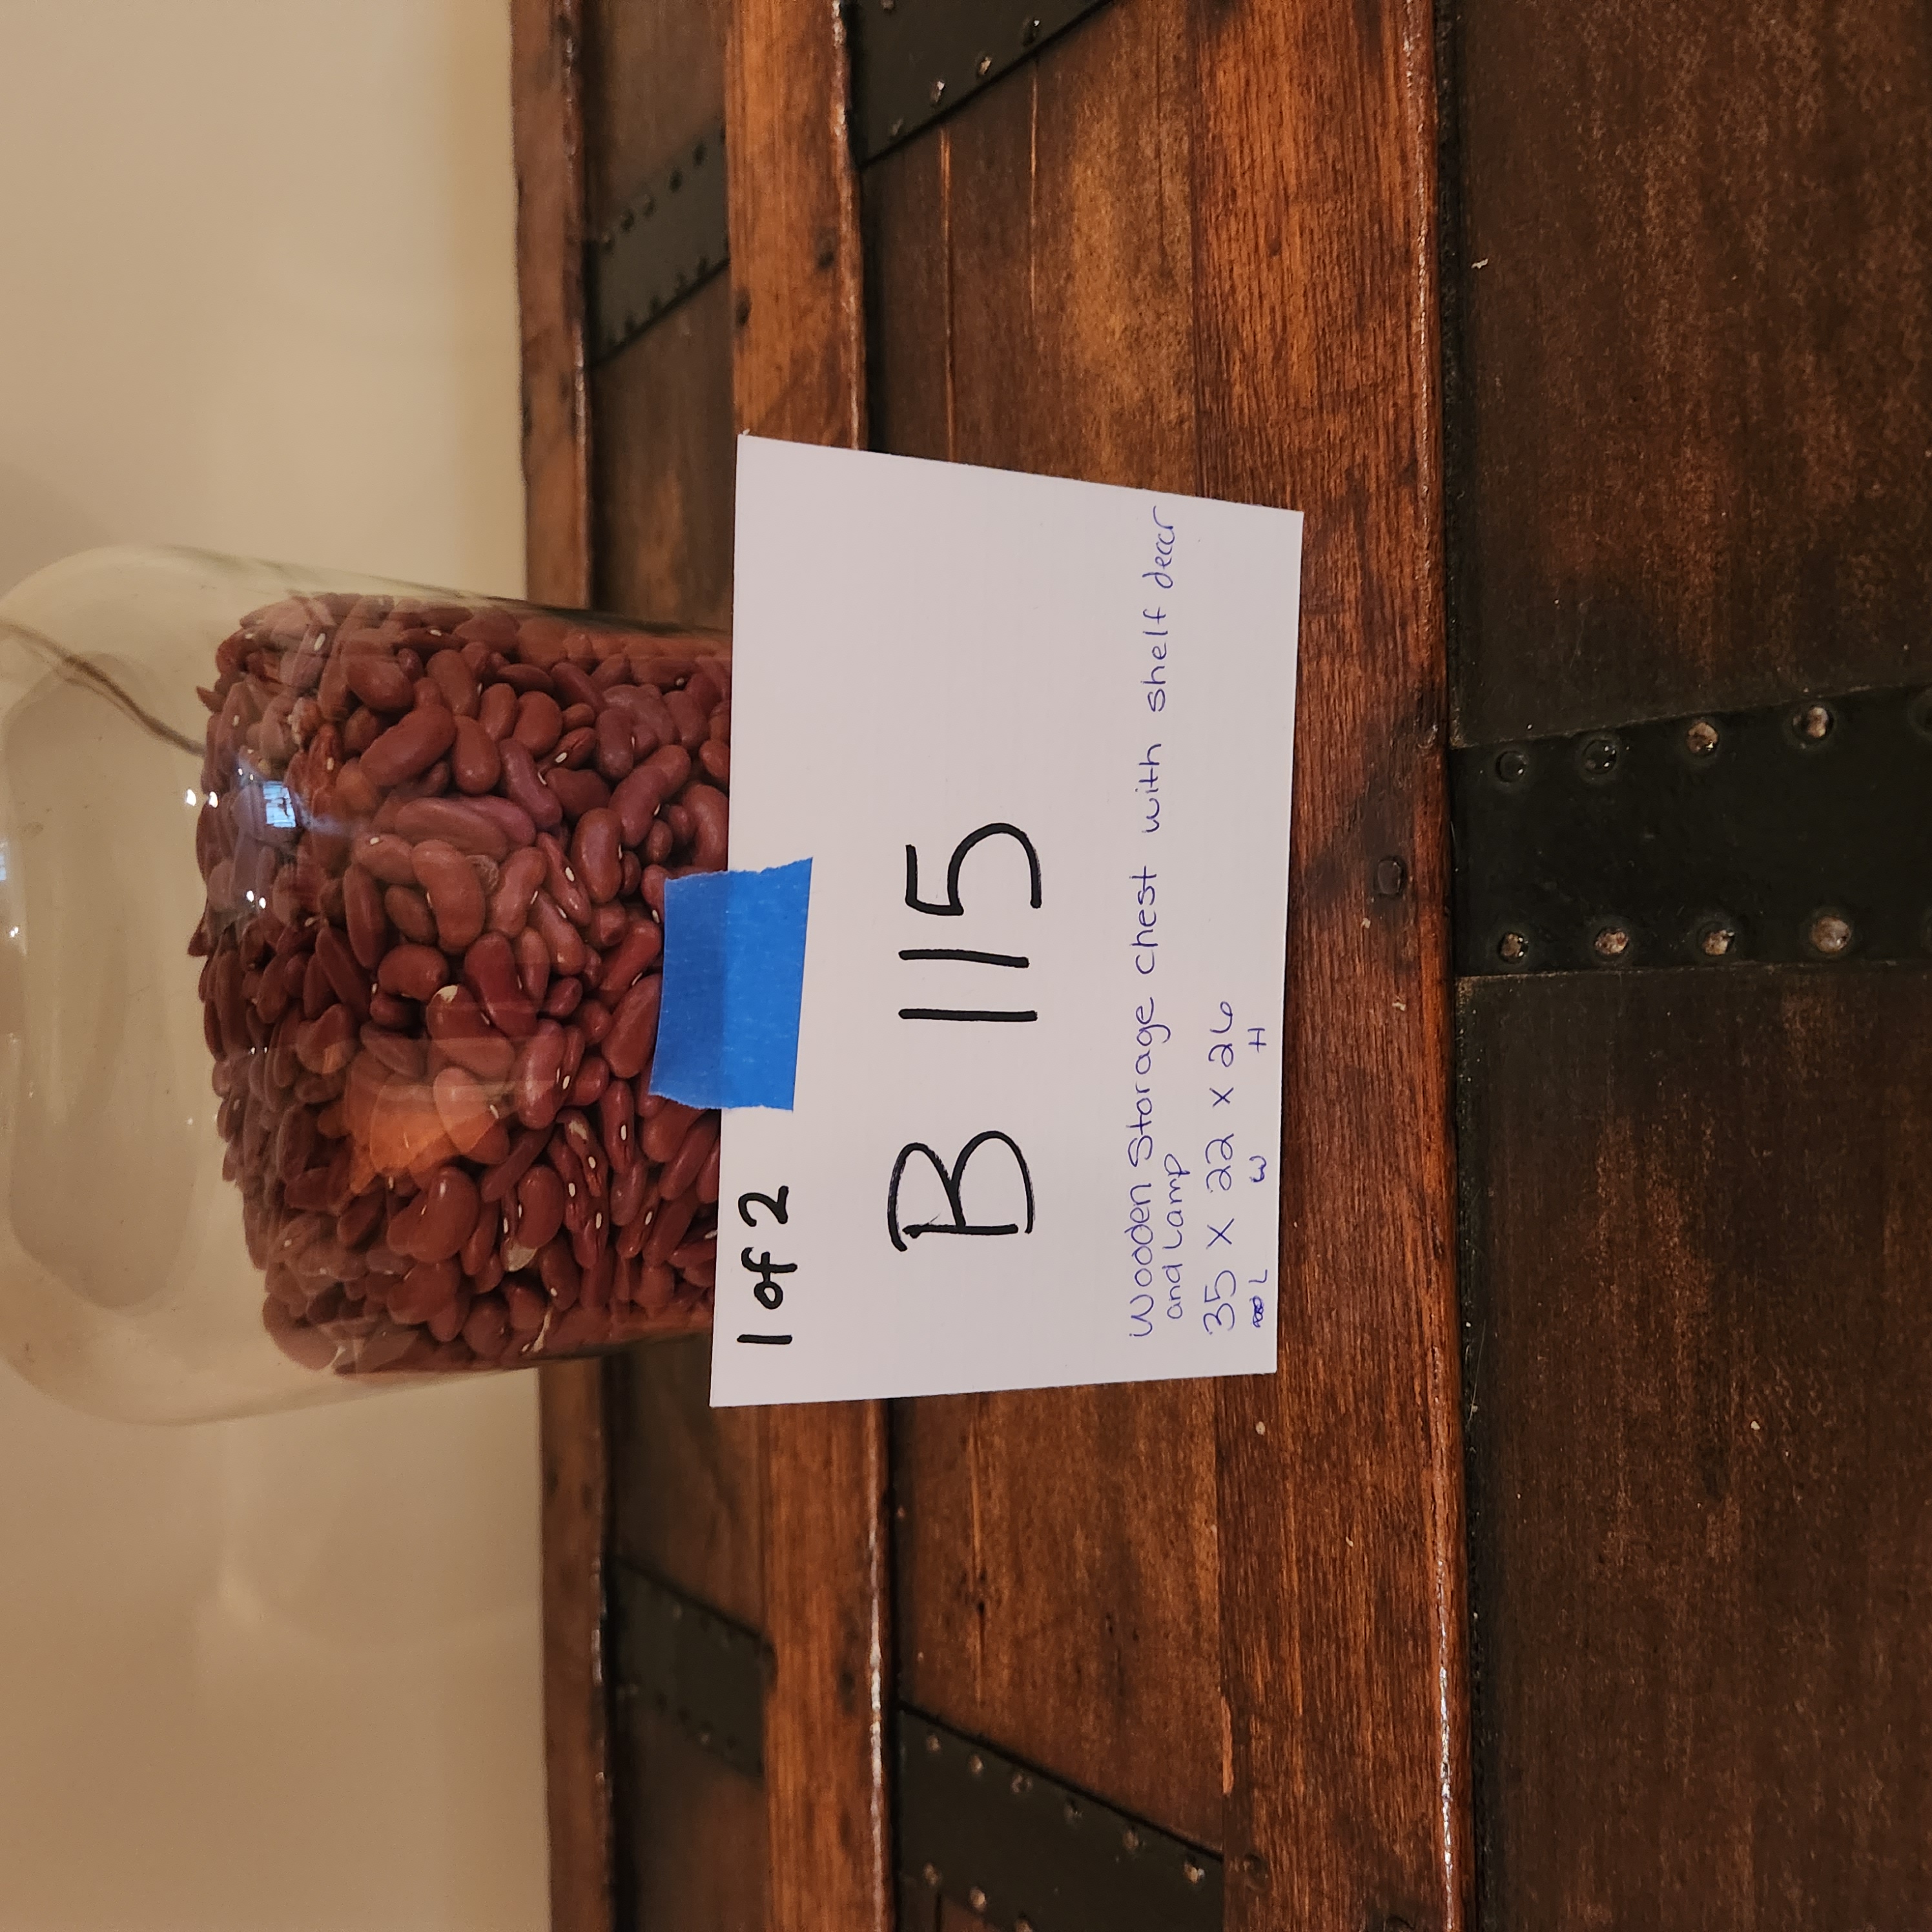 1 of 2
B 115
Wooden Storage chest with shelf decor
and Lamp
35 x 22 x 26
L W H